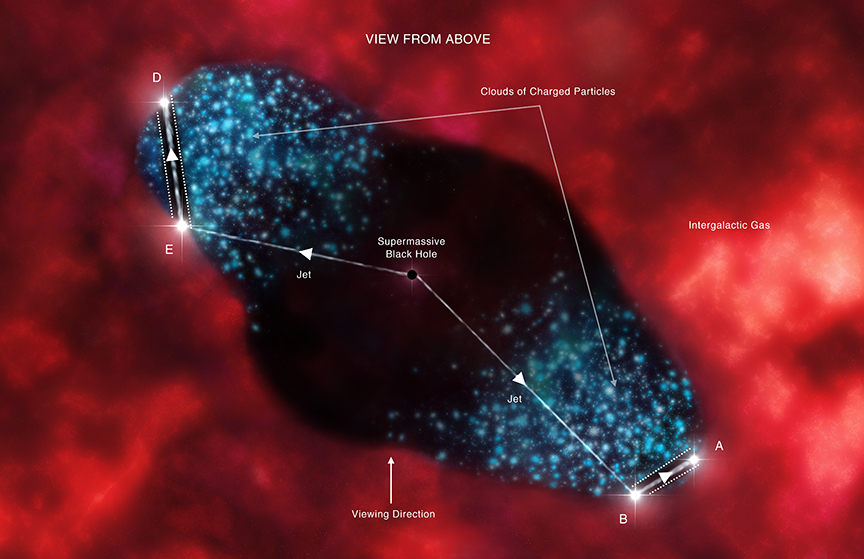 VIEW FROM ABOVE
D
Clouds of Charged Particles
Intergalactic Gas
E
Supermassive
Black Hole
Jet
Jet
A
Viewing Direction
B